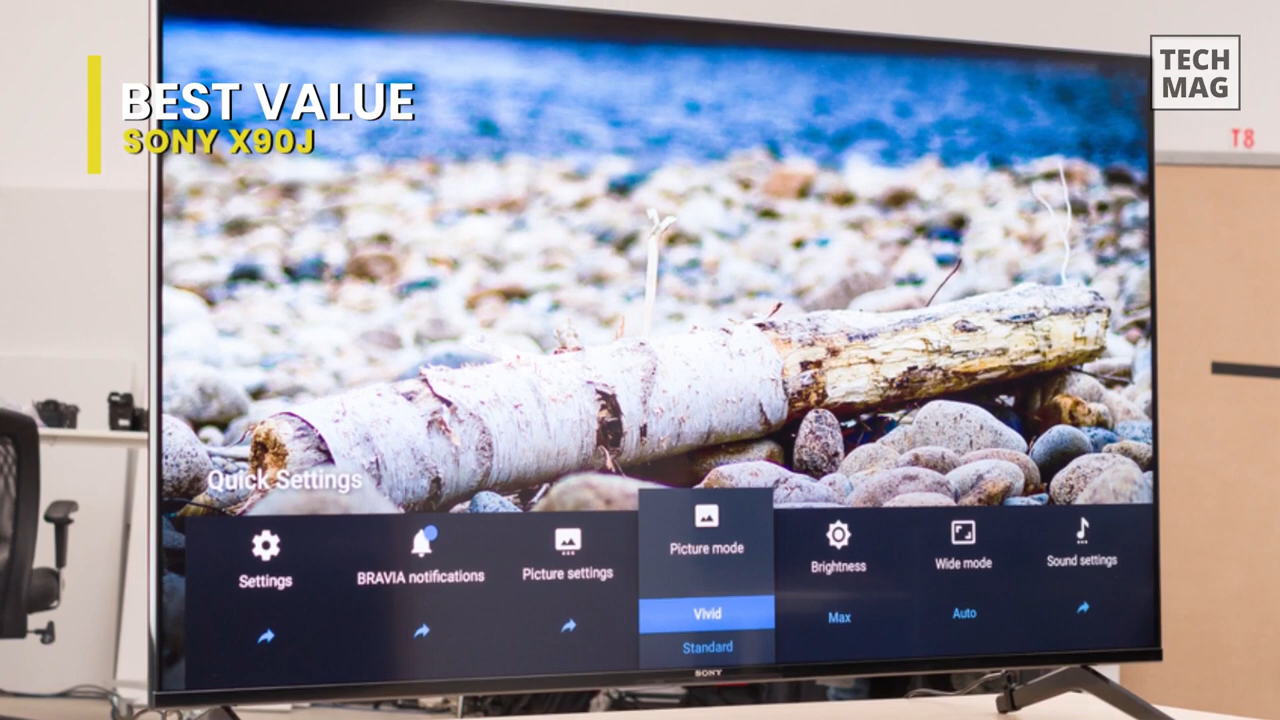 BEST VALUE
SONY X90J
TECH
MAG
T8
Quick Settings
Settings
BRAVIA notifications
Picture settings
Picture mode
Brightness
Wide mode
Sound settings
Vivid
Max
Auto
Standard
SONY